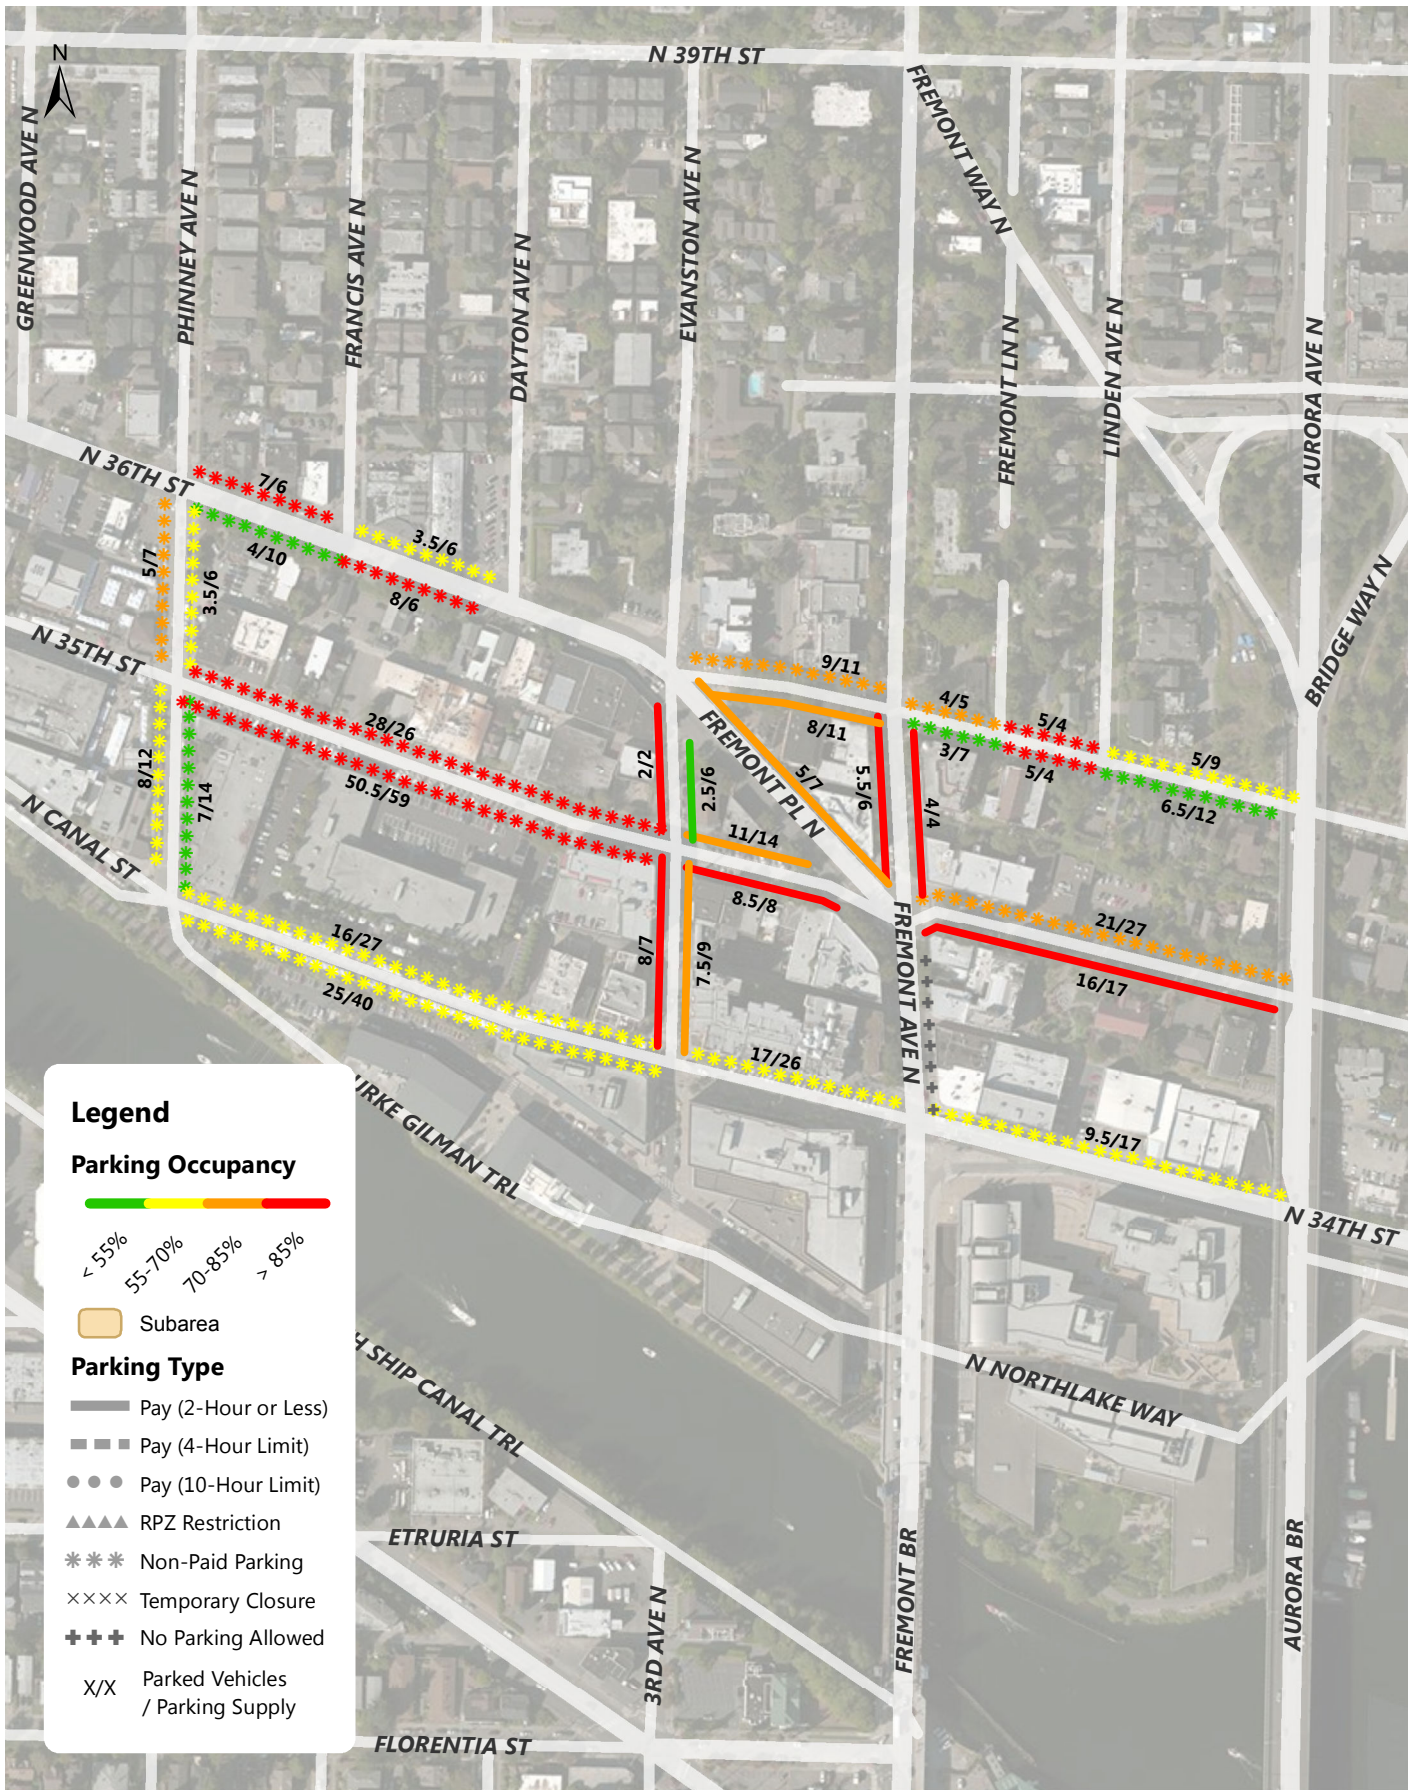 N 39TH ST
N
GREENWOOD AVE N
PHINNEY AVE N
FRANCIS AVE N
DAYTON AVE N
EVANSTON AVE N
FREMONT WAY N
FREMONT LN N
LINDEN AVE N
AURORA AVE N
BRIDGE WAY N
N 36TH ST
7/6
4/10
3.5/6
8/6
5/7
3.5/6
N 35TH ST
9/11
4/5
5/4
5/9
8/11
3/7
5/4
6.5/12
FREMONT PL N
5/7
5.5/6
4/4
2/2
2.5/6
28/26
50.5/59
8/12
7/14
11/14
8.5/8
N CANAL ST
16/27
25/40
8/7
7.5/9
FREMONT AVE N
21/27
16/17
17/26
9.5/17
N 34TH ST
URKE GILMAN TRL
H SHIP CANAL TRL
N NORTHLAKE WAY
ETRURIA ST
3RD AVE N
FREMONT BR
AURORA BR
FLORENTIA ST
Legend
Parking Occupancy
< 55%
55-70%
70-85%
> 85%
Subarea
Parking Type
Pay (2-Hour or Less)
Pay (4-Hour Limit)
Pay (10-Hour Limit)
RPZ Restriction
Non-Paid Parking
Temporary Closure
No Parking Allowed
X/X Parked Vehicles
/ Parking Supply